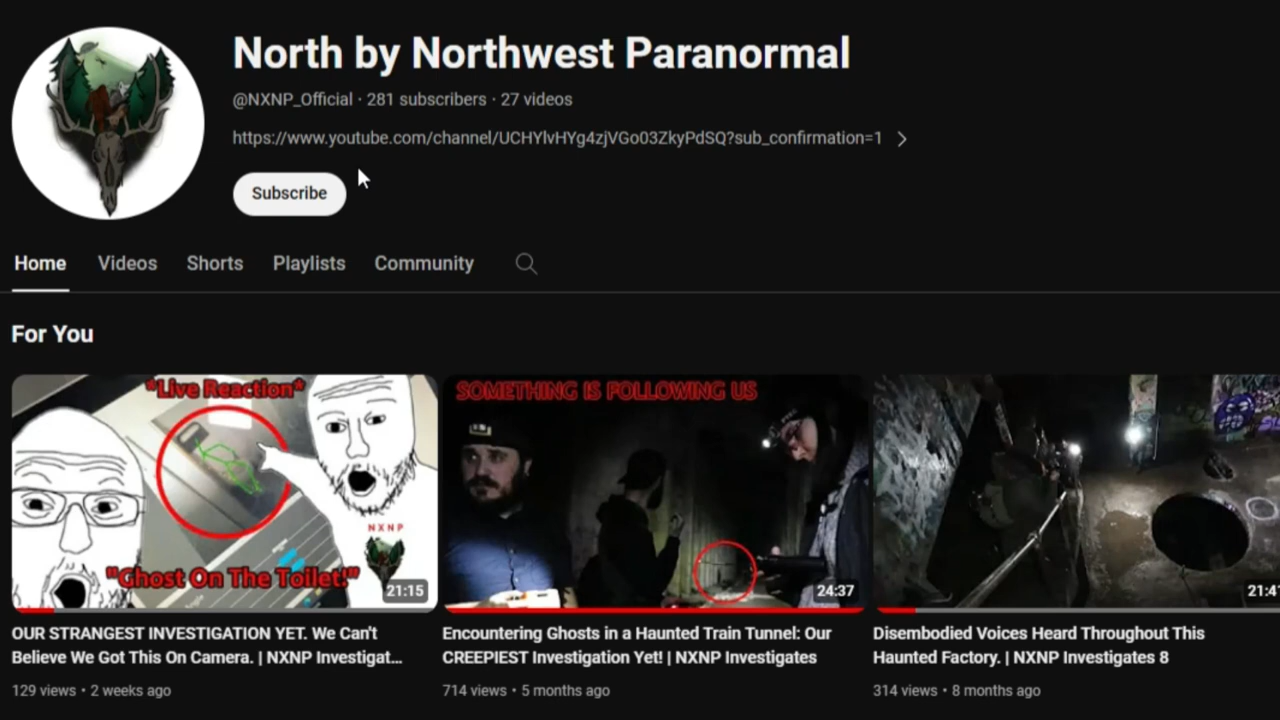 North by Northwest Paranormal
@NXNP_Official · 281 subscribers · 27 videos
https://www.youtube.com/channel/UCHYlvHYg4zjVGo03ZkyPdSQ?sub_confirmation=1
Subscribe
Home Videos Shorts Playlists Community
For You
*Live Reaction*
NXNP
"Ghost On The Toilet!"
21:15
SOMETHING IS FOLLOWING US
24:37
21:4
OUR STRANGEST INVESTIGATION YET. We Can't
Believe We Got This On Camera. | NXNP Investigat...
129 views · 2 weeks ago
Encountering Ghosts in a Haunted Train Tunnel: Our
CREEPIEST Investigation Yet! | NXNP Investigates
714 views · 5 months ago
Disembodied Voices Heard Throughout This
Haunted Factory. | NXNP Investigates 8
314 views · 8 months ago